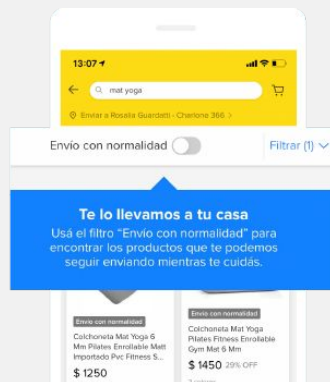 13:07
mat yoga
Enviar a Rosalia Guardatti - Charlone 366
Envío con normalidad
Filtrar (1)
Te lo llevamos a tu casa
Usá el filtro “Envío con normalidad” para
encontrar los productos que te podemos
seguir enviando mientras te cuidás.
Envío con normalidad
Colchoneta Mat Yoga 6
Mm Pilates Enrollable Matt
Importado Pvc Fitness S...
$ 1250
Envío con normalidad
Colchoneta Mat Yoga
Pilates Fitness Enrollable
Gym Mat 6 Mm
$ 1450 29% OFF